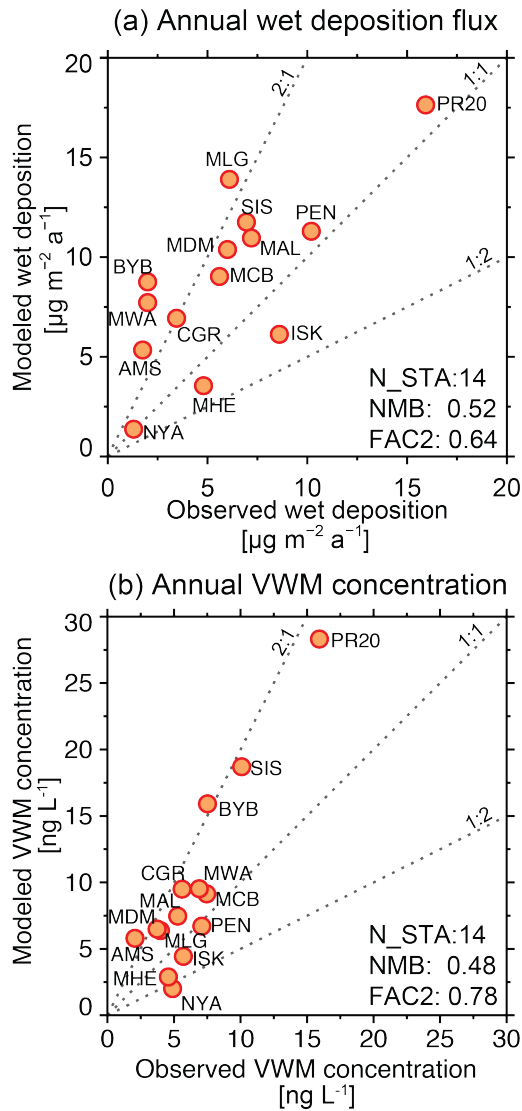 (a) Annual wet deposition flux
20
15
10
5
0
Modeled wet deposition
[µg m⁻² a⁻¹]
2:1
1:1
1:2
PR20
MLG
SIS
PEN
MDM
MAL
BYB
MCB
MWA
CGR
ISK
AMS
MHE
NYA
N_STA:14
NMB: 0.52
FAC2: 0.64
0 5 10 15 20
Observed wet deposition
[µg m⁻² a⁻¹]
(b) Annual VWM concentration
30
25
20
15
10
5
0
Modeled VWM concentration
[ng L⁻¹]
2:1
1:1
1:2
PR20
SIS
BYB
CGR
MWA
MAL
MCB
MDM
PEN
MLG
AMS
ISK
MHE
NYA
N_STA:14
NMB: 0.48
FAC2: 0.78
0 5 10 15 20 25 30
Observed VWM concentration
[ng L⁻¹]